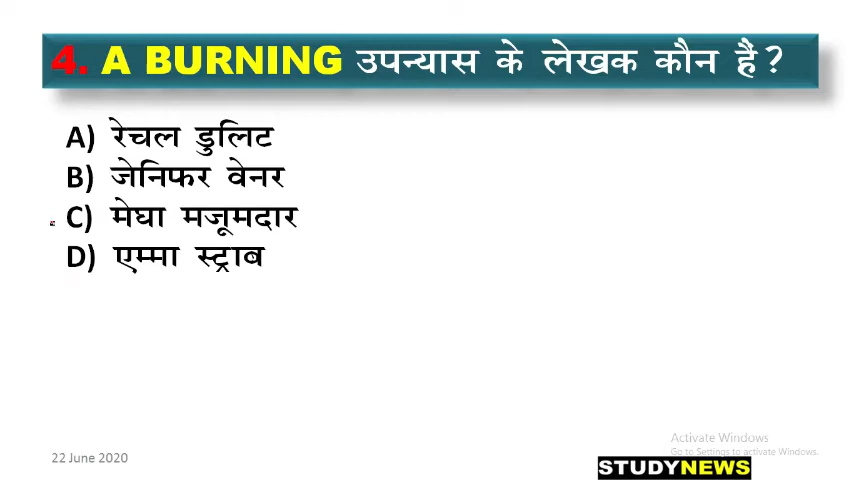 4. A BURNING उपन्यास के लेखक कौन हैं?
A) रेचल डुलिट
B) जेनिफर वेनर
C) मेघा मजूमदार
D) एम्मा स्ट्राब
Activate Windows
Go to Settings to activate Windows.
22 June 2020
STUDYNEWS